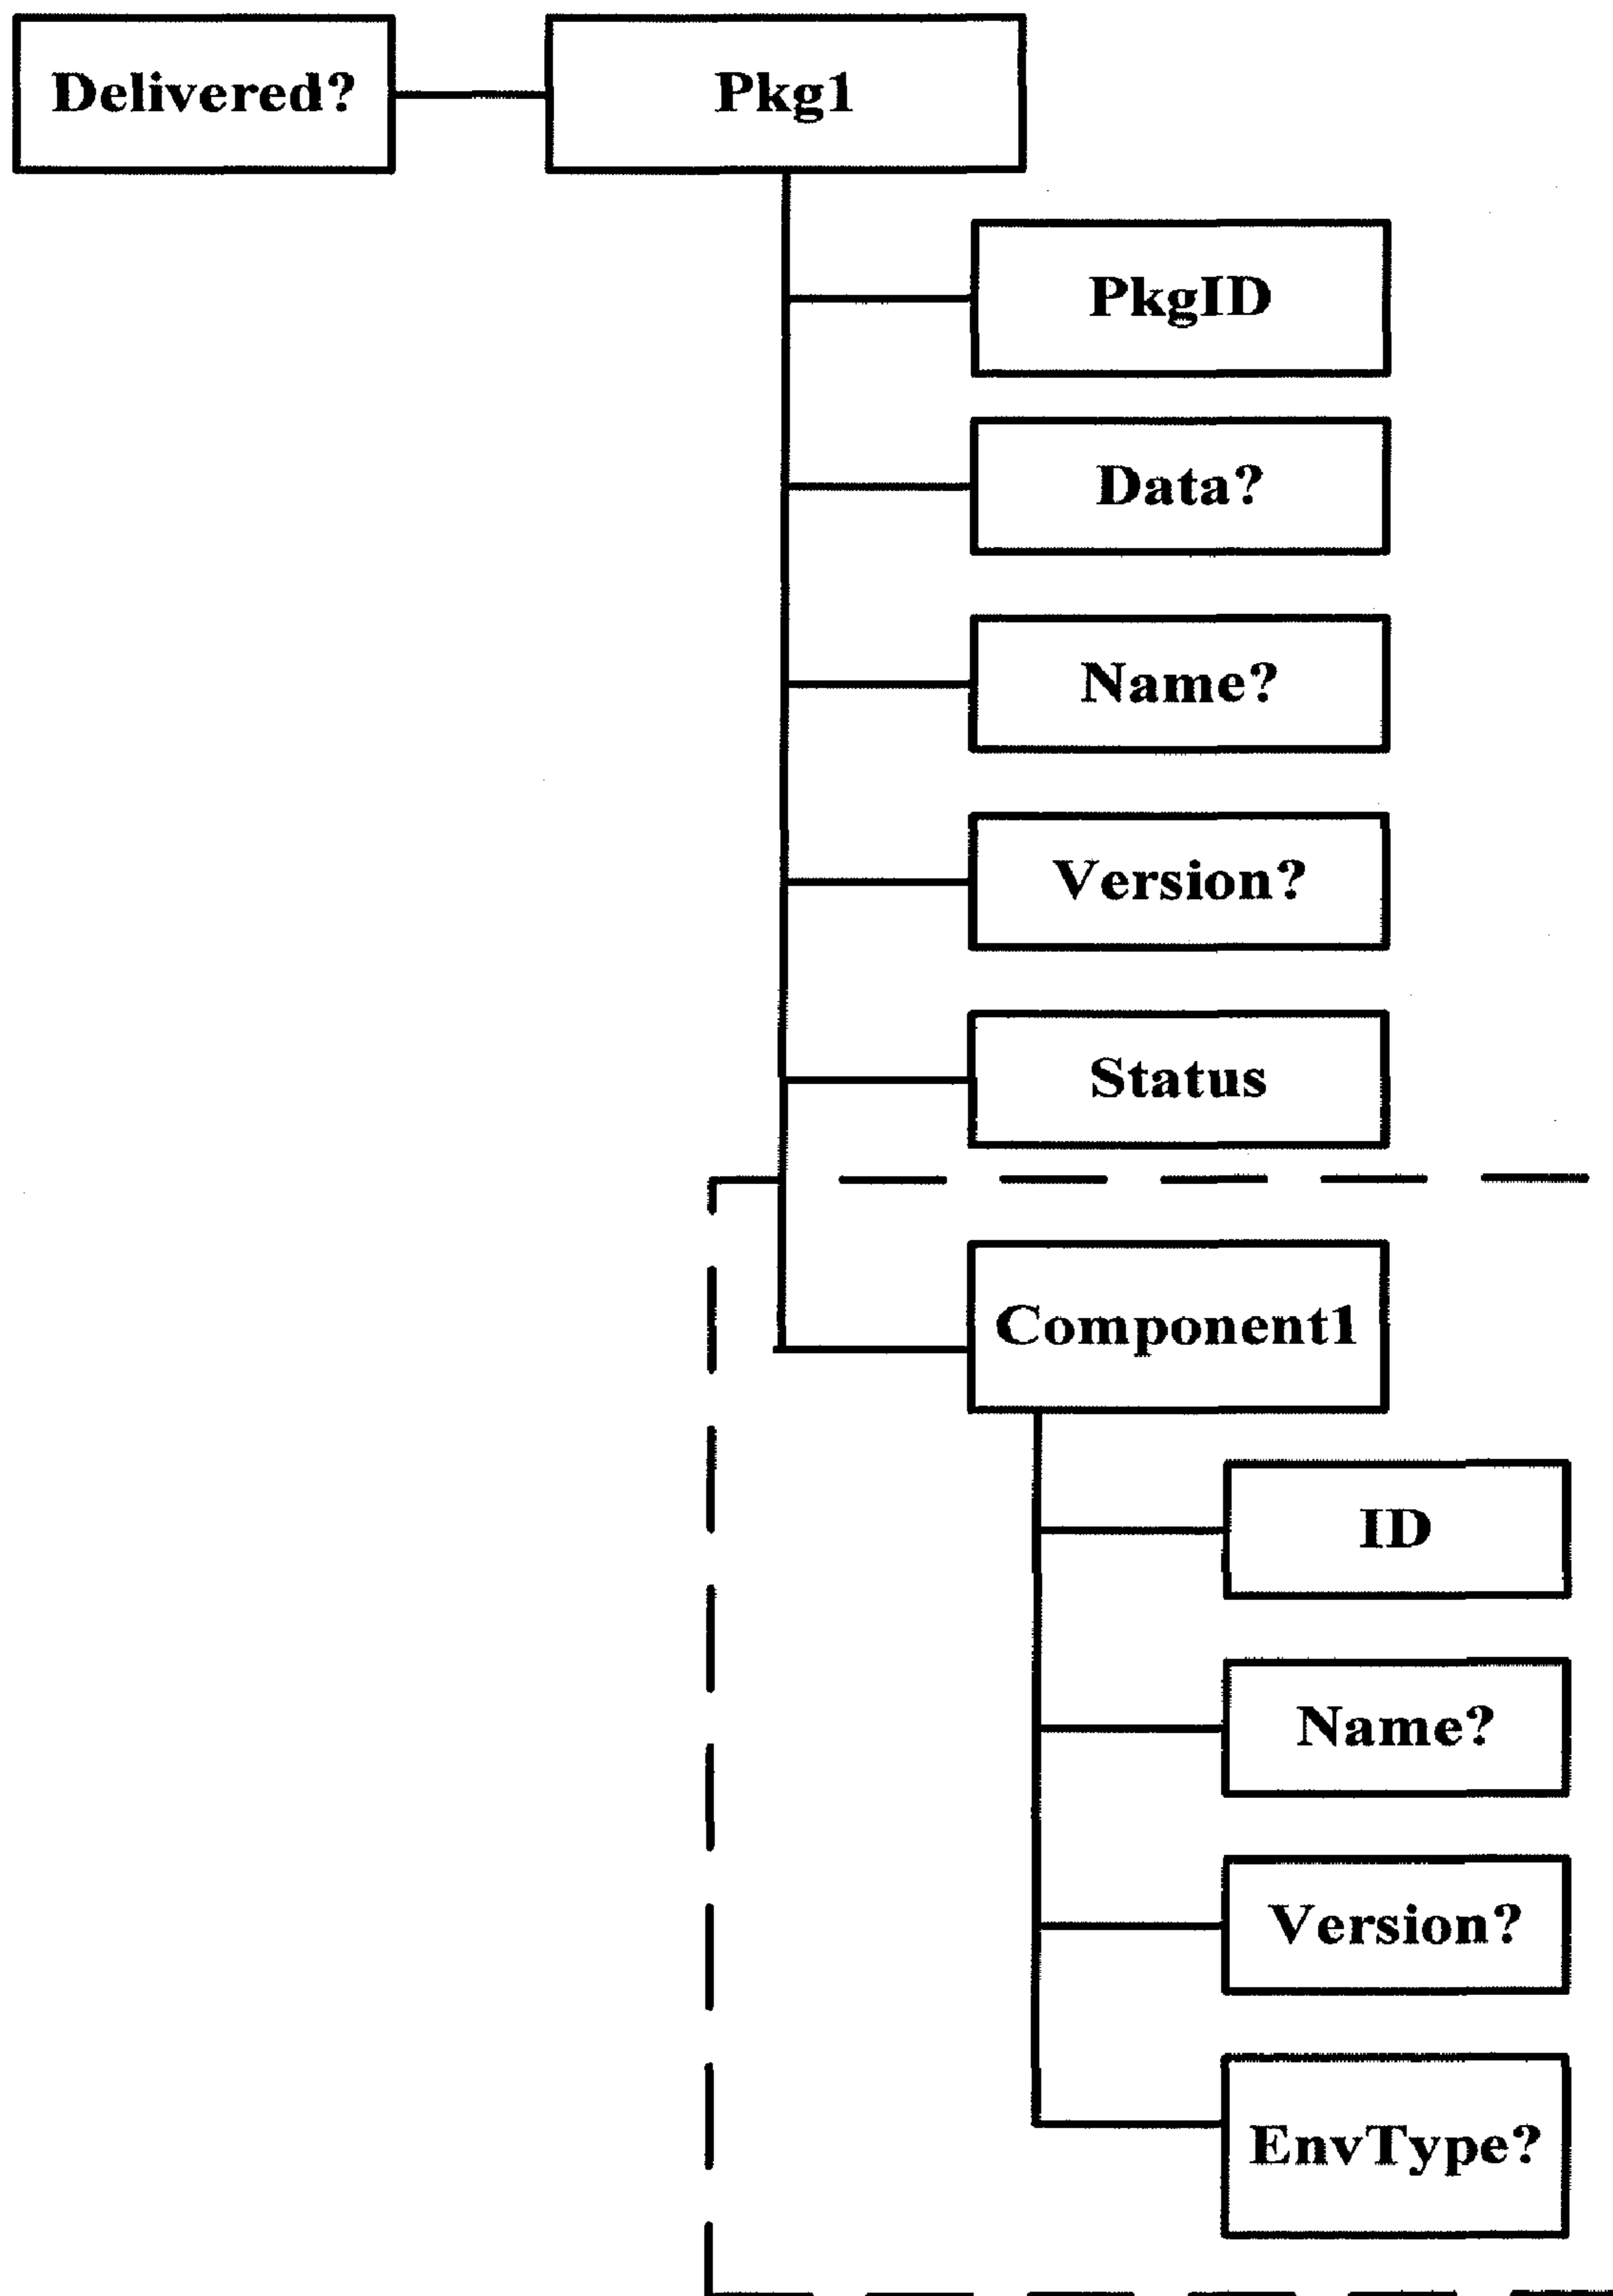 Delivered?
Pkg1
PkgID
Data?
Name?
Version?
Status
Component1
ID
Name?
Version?
EnvType?